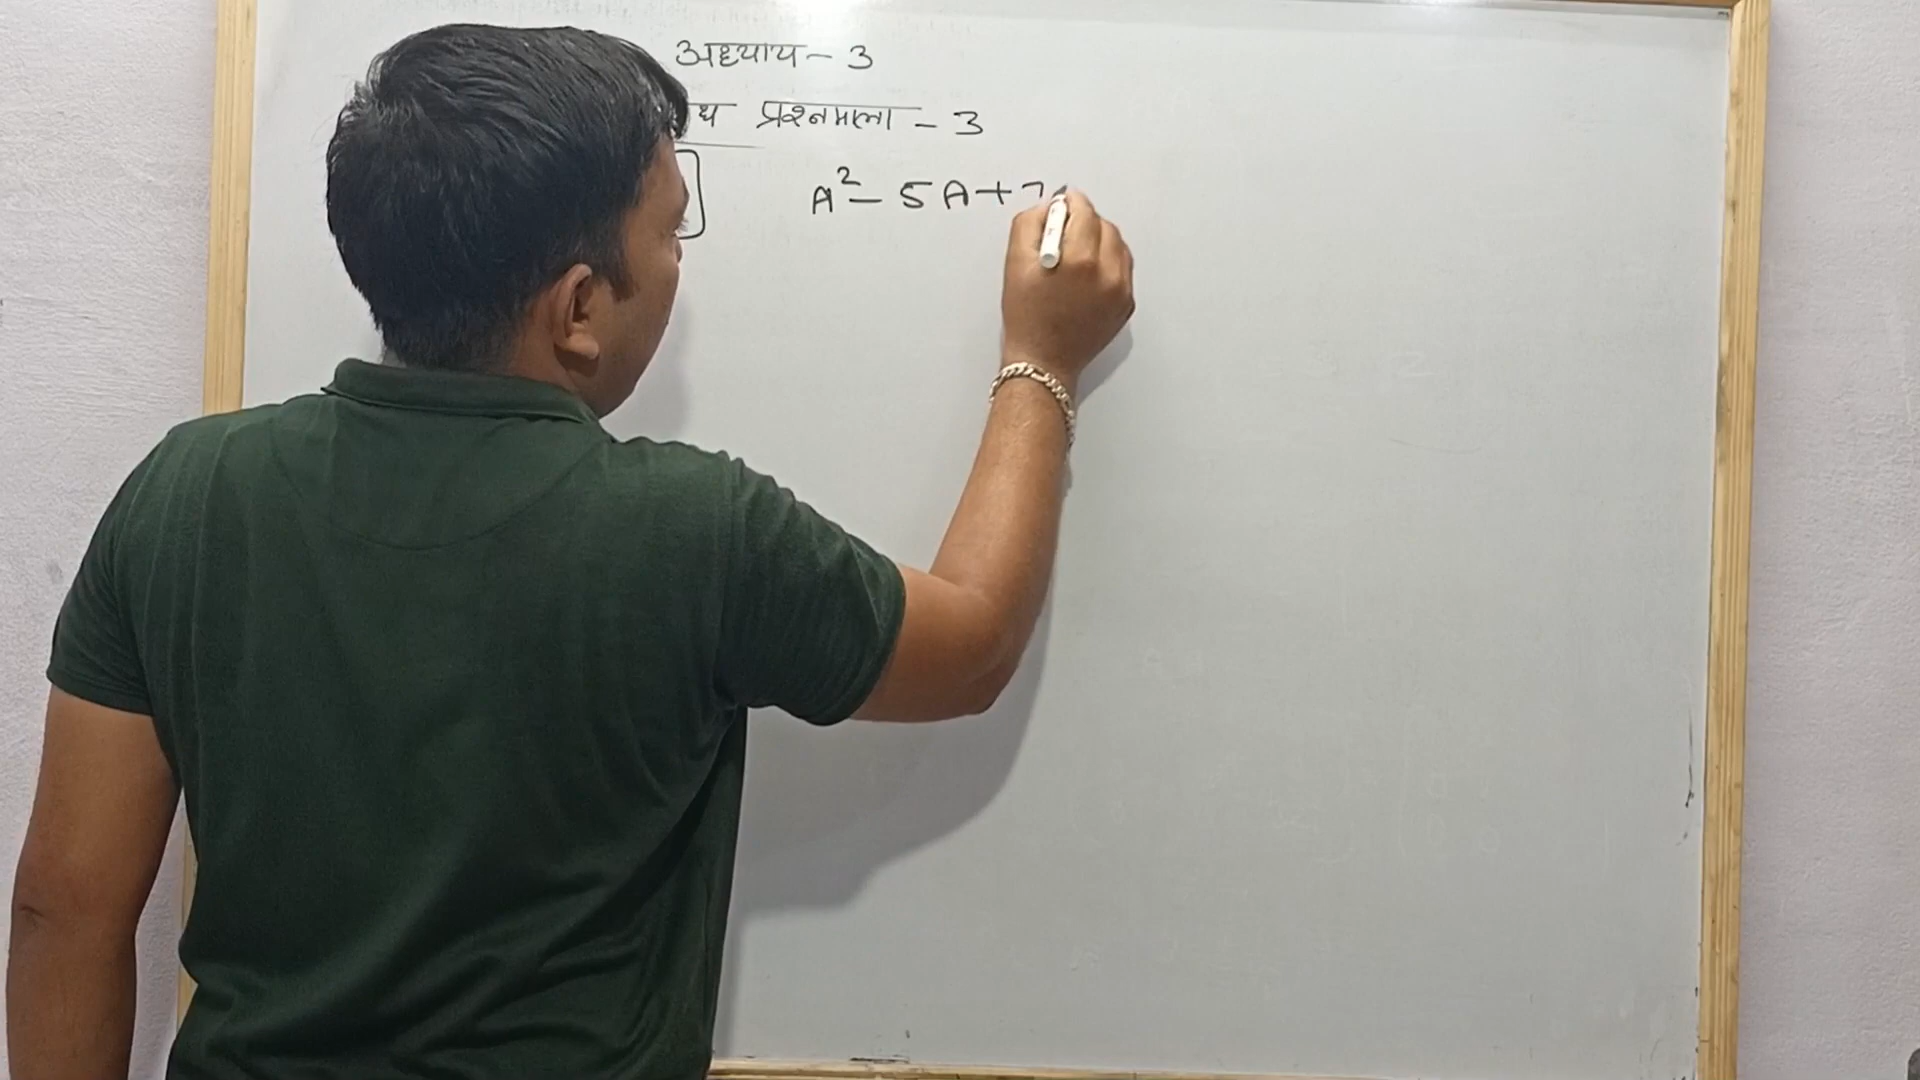 अध्याय - 3
प्रश्नमाला - 3
A² - 5A + 7